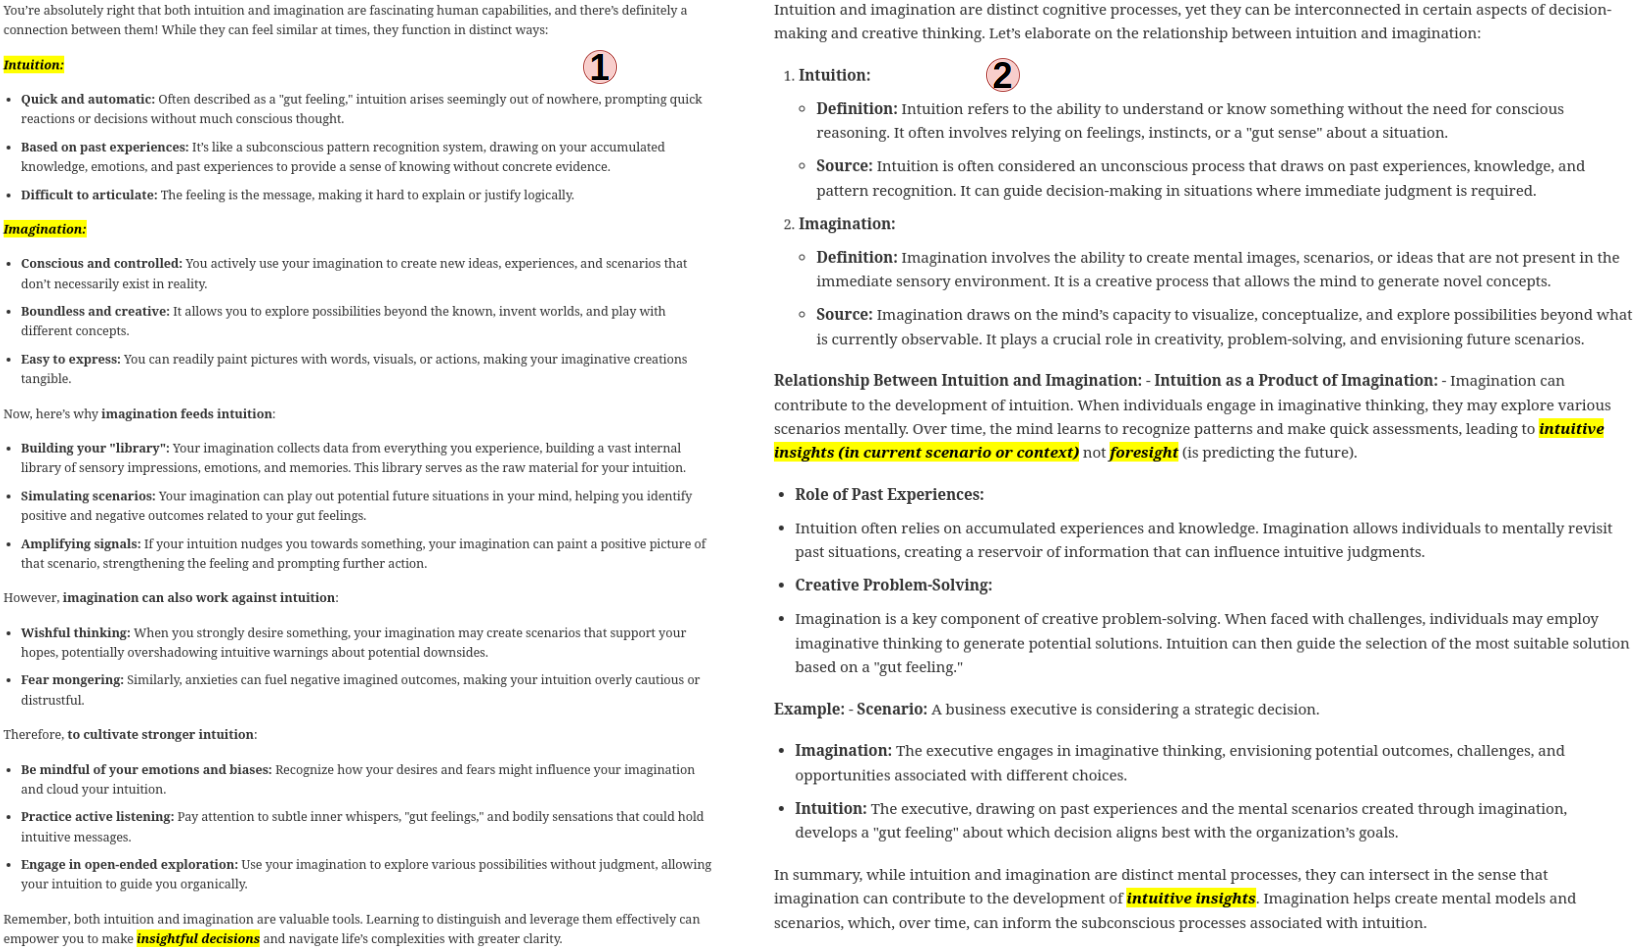 You're absolutely right that both intuition and imagination are fascinating human capabilities, and there's definitely a
connection between them! While they can feel similar at times, they function in distinct ways:
Intuition:
1
• Quick and automatic: Often described as a "gut feeling," intuition arises seemingly out of nowhere, prompting quick
reactions or decisions without much conscious thought.
• Based on past experiences: It's like a subconscious pattern recognition system, drawing on your accumulated
knowledge, emotions, and past experiences to provide a sense of knowing without concrete evidence.
• Difficult to articulate: The feeling is the message, making it hard to explain or justify logically.
Imagination:
• Conscious and controlled: You actively use your imagination to create new ideas, experiences, and scenarios that
don't necessarily exist in reality.
• Boundless and creative: It allows you to explore possibilities beyond the known, invent worlds, and play with
different concepts.
• Easy to express: You can readily paint pictures with words, visuals, or actions, making your imaginative creations
tangible.
Now, here's why imagination feeds intuition:
• Building your "library": Your imagination collects data from everything you experience, building a vast internal
library of sensory impressions, emotions, and memories. This library serves as the raw material for your intuition.
• Simulating scenarios: Your imagination can play out potential future situations in your mind, helping you identify
positive and negative outcomes related to your gut feelings.
• Amplifying signals: If your intuition nudges you towards something, your imagination can paint a positive picture of
that scenario, strengthening the feeling and prompting further action.
However, imagination can also work against intuition:
• Wishful thinking: When you strongly desire something, your imagination may create scenarios that support your
hopes, potentially overshadowing intuitive warnings about potential downsides.
• Fear mongering: Similarly, anxieties can fuel negative imagined outcomes, making your intuition overly cautious or
distrustful.
Therefore, to cultivate stronger intuition:
• Be mindful of your emotions and biases: Recognize how your desires and fears might influence your imagination
and cloud your intuition.
• Practice active listening: Pay attention to subtle inner whispers, "gut feelings," and bodily sensations that could hold
intuitive messages.
• Engage in open-ended exploration: Use your imagination to explore various possibilities without judgment, allowing
your intuition to guide you organically.
Remember, both intuition and imagination are valuable tools. Learning to distinguish and leverage them effectively can
empower you to make insightful decisions and navigate life's complexities with greater clarity.
Intuition and imagination are distinct cognitive processes, yet they can be interconnected in certain aspects of decision-
making and creative thinking. Let's elaborate on the relationship between intuition and imagination:
1. Intuition:
2
◦ Definition: Intuition refers to the ability to understand or know something without the need for conscious
reasoning. It often involves relying on feelings, instincts, or a "gut sense" about a situation.
◦ Source: Intuition is often considered an unconscious process that draws on past experiences, knowledge, and
pattern recognition. It can guide decision-making in situations where immediate judgment is required.
2. Imagination:
◦ Definition: Imagination involves the ability to create mental images, scenarios, or ideas that are not present in the
immediate sensory environment. It is a creative process that allows the mind to generate novel concepts.
◦ Source: Imagination draws on the mind's capacity to visualize, conceptualize, and explore possibilities beyond what
is currently observable. It plays a crucial role in creativity, problem-solving, and envisioning future scenarios.
Relationship Between Intuition and Imagination: - Intuition as a Product of Imagination: - Imagination can
contribute to the development of intuition. When individuals engage in imaginative thinking, they may explore various
scenarios mentally. Over time, the mind learns to recognize patterns and make quick assessments, leading to intuitive
insights (in current scenario or context) not foresight (is predicting the future).
• Role of Past Experiences:
• Intuition often relies on accumulated experiences and knowledge. Imagination allows individuals to mentally revisit
past situations, creating a reservoir of information that can influence intuitive judgments.
• Creative Problem-Solving:
• Imagination is a key component of creative problem-solving. When faced with challenges, individuals may employ
imaginative thinking to generate potential solutions. Intuition can then guide the selection of the most suitable solution
based on a "gut feeling."
Example: - Scenario: A business executive is considering a strategic decision.
• Imagination: The executive engages in imaginative thinking, envisioning potential outcomes, challenges, and
opportunities associated with different choices.
• Intuition: The executive, drawing on past experiences and the mental scenarios created through imagination,
develops a "gut feeling" about which decision aligns best with the organization's goals.
In summary, while intuition and imagination are distinct mental processes, they can intersect in the sense that
imagination can contribute to the development of intuitive insights. Imagination helps create mental models and
scenarios, which, over time, can inform the subconscious processes associated with intuition.